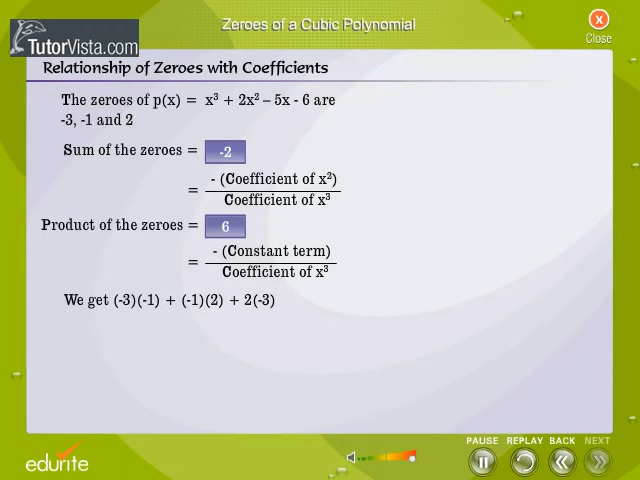 Zeroes of a Cubic Polynomial
x
Close
TutorVista.com
Relationship of Zeroes with Coefficients
The zeroes of p(x) = x³ + 2x² – 5x - 6 are
-3, -1 and 2
Sum of the zeroes = -2
= - (Coefficient of x²)
Coefficient of x³
Product of the zeroes = 6
= - (Constant term)
Coefficient of x³
We get (-3)(-1) + (-1)(2) + 2(-3)
PAUSE REPLAY BACK NEXT
edurite